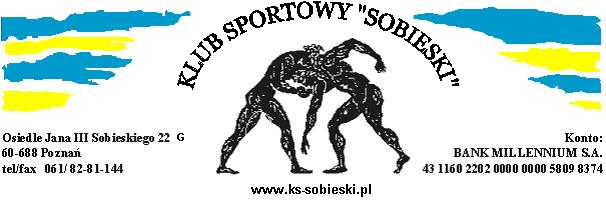 KLUB SPORTOWY "SOBIESKI"
Osiedle Jana III Sobieskiego 22 G
60-688 Poznań
tel/fax 061/ 82-81-144
Konto:
BANK MILLENNIUM S.A.
43 1160 2202 0000 0000 5809 8374
www.ks-sobieski.pl